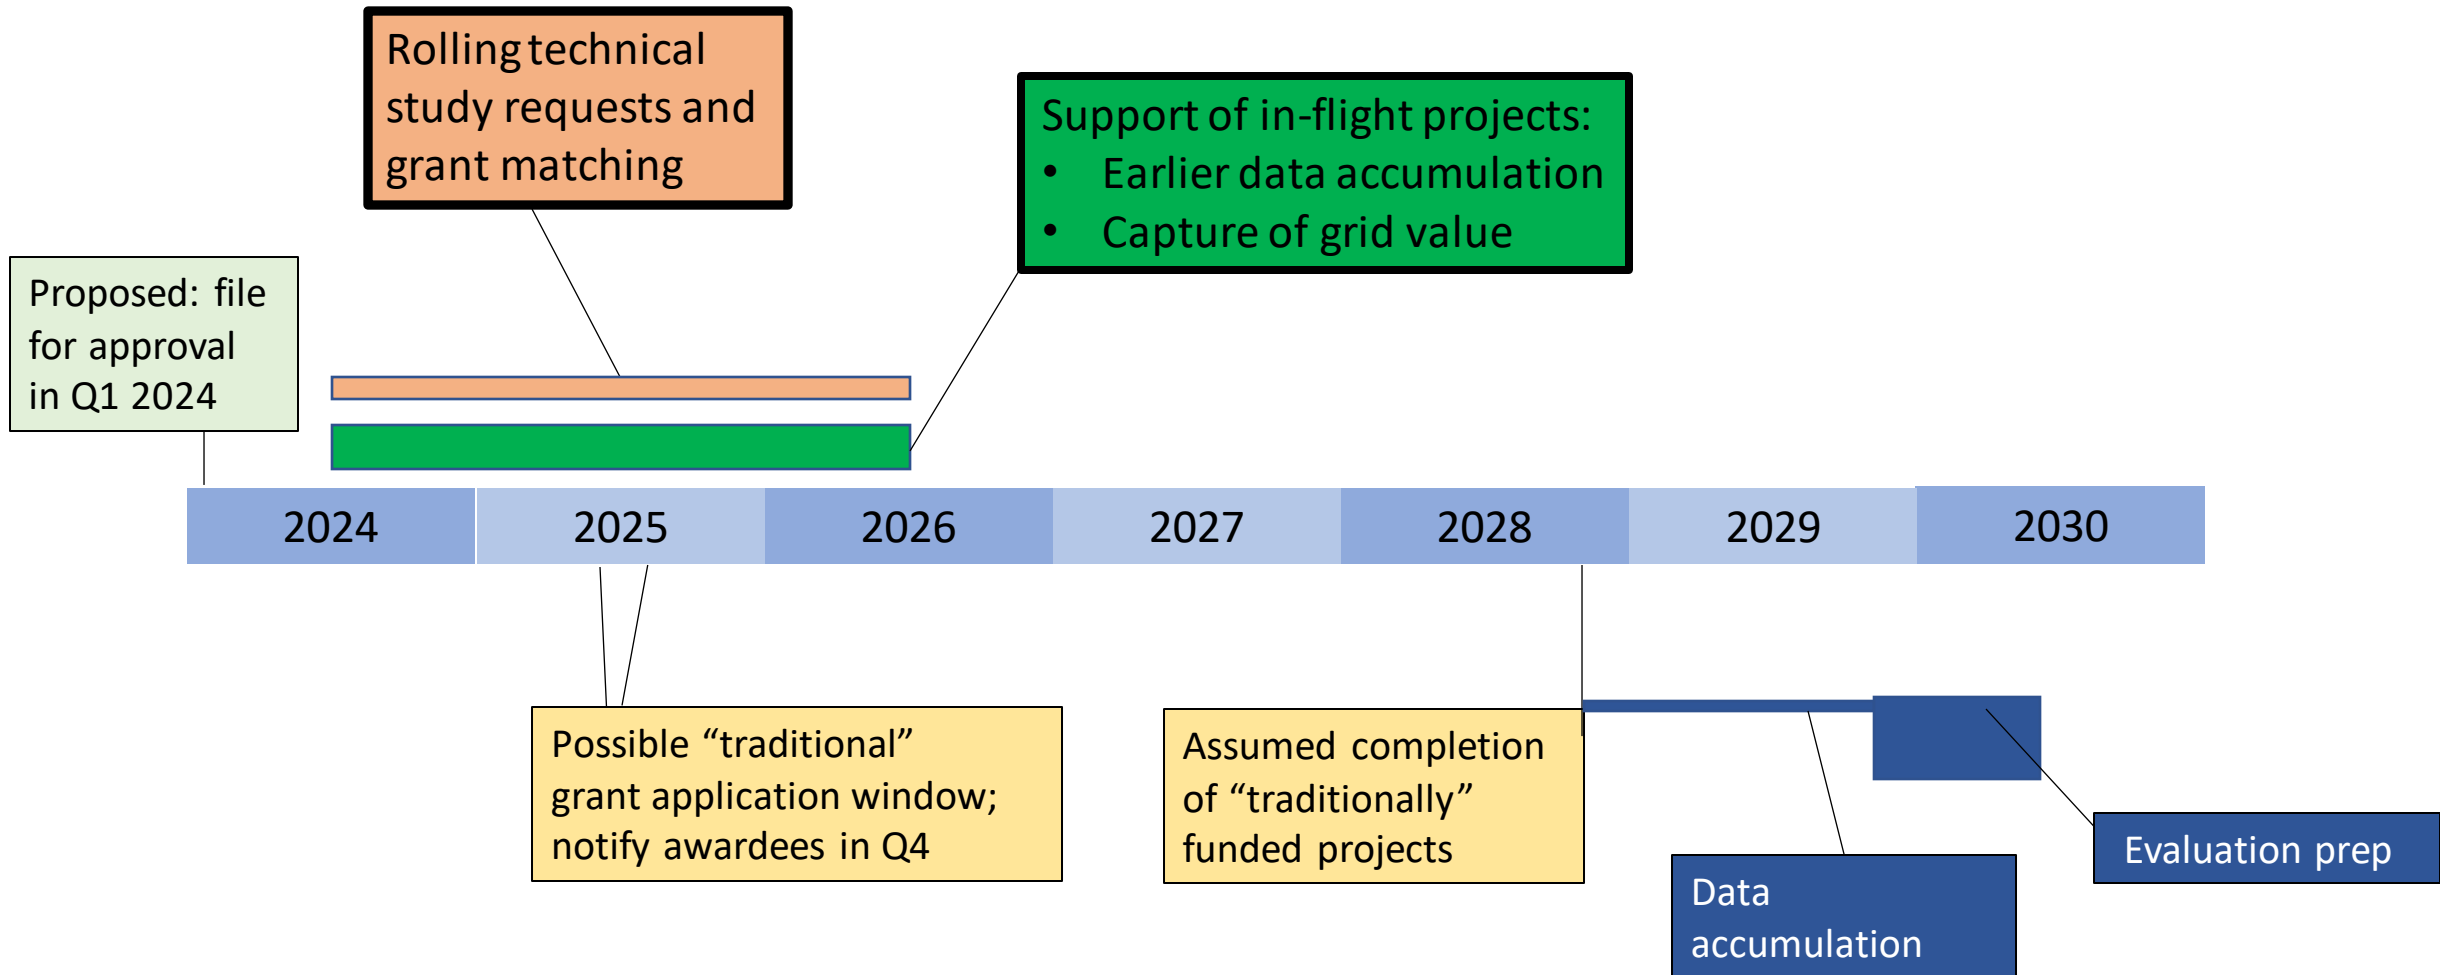 Rolling technical
study requests and
grant matching
Support of in-flight projects:
• Earlier data accumulation
• Capture of grid value
Proposed: file
for approval
in Q1 2024
2024
2025
2026
2027
2028
2029
2030
Possible “traditional”
grant application window;
notify awardees in Q4
Assumed completion
of “traditionally”
funded projects
Data
accumulation
Evaluation prep